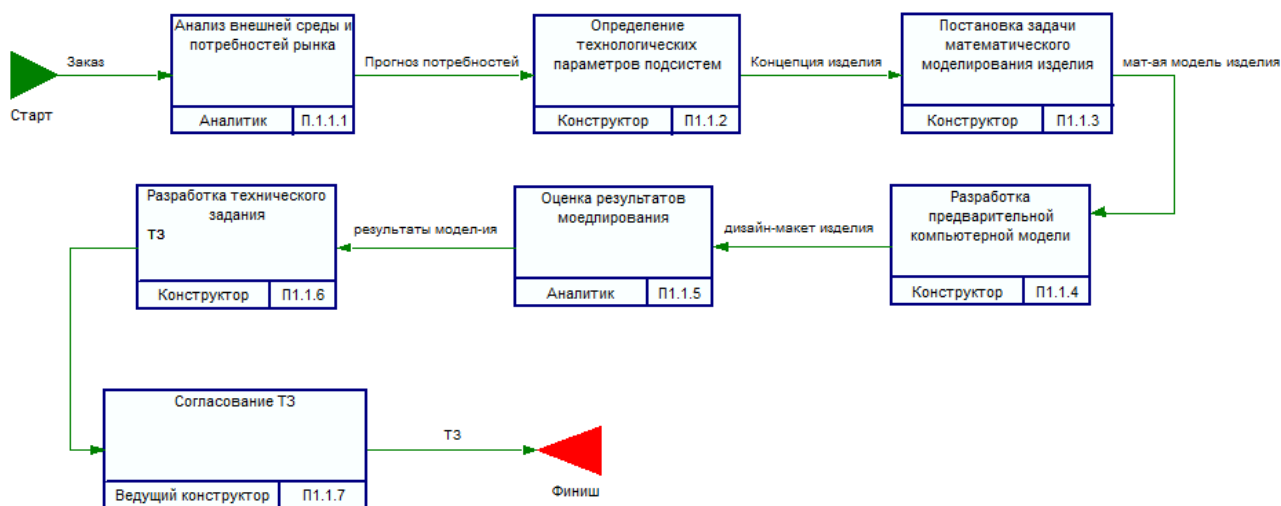 Заказ
Старт
Анализ внешней среды и
потребностей рынка
Аналитик
П.1.1.1
Прогноз потребностей
Определение
технологических
параметров подсистем
Конструктор
П1.1.2
Концепция изделия
Постановка задачи
математического
моделирования изделия
Конструктор
П1.1.3
мат-ая модель изделия
Разработка
предварительной
компьютерной модели
Конструктор
П1.1.4
дизайн-макет изделия
Оценка результатов
моедлирования
Аналитик
П1.1.5
результаты модел-ия
Разработка технического
задания
ТЗ
Конструктор
П1.1.6
Согласование ТЗ
Ведущий конструктор
П1.1.7
ТЗ
Финиш